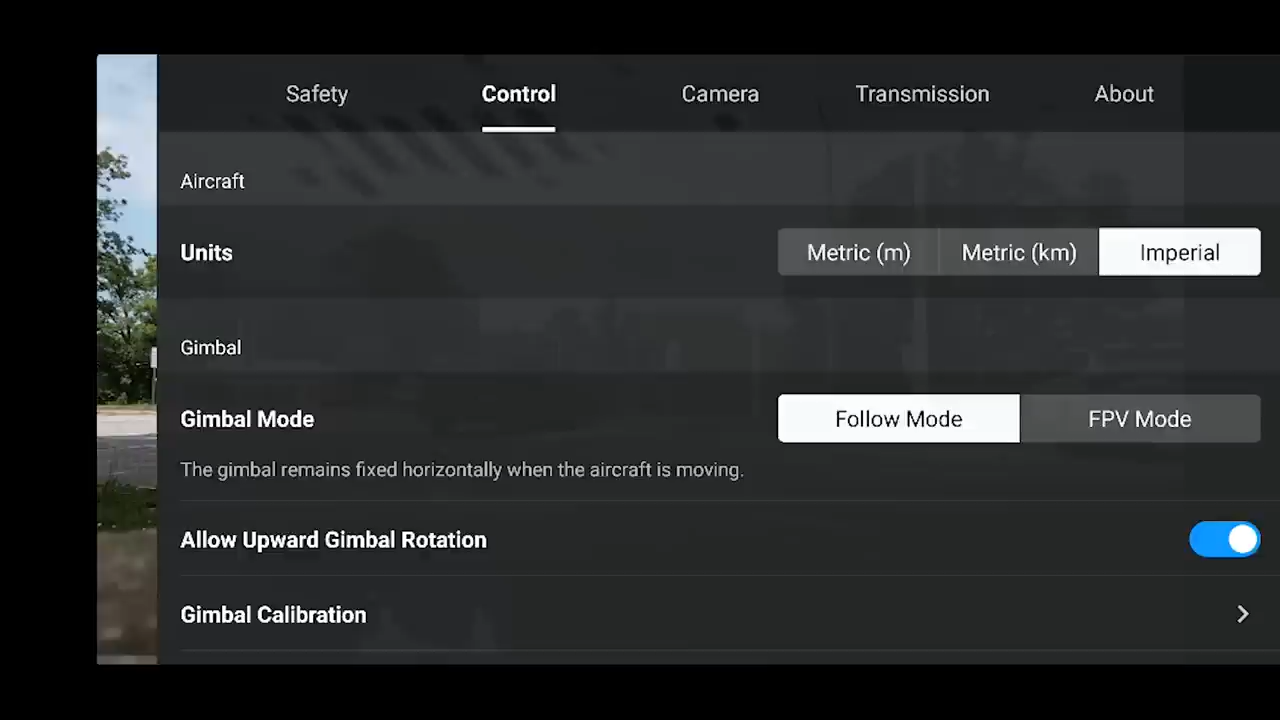 Safety Control Camera Transmission About
Aircraft
Units Metric (m) Metric (km) Imperial
Gimbal
Gimbal Mode Follow Mode FPV Mode
The gimbal remains fixed horizontally when the aircraft is moving.
Allow Upward Gimbal Rotation
Gimbal Calibration